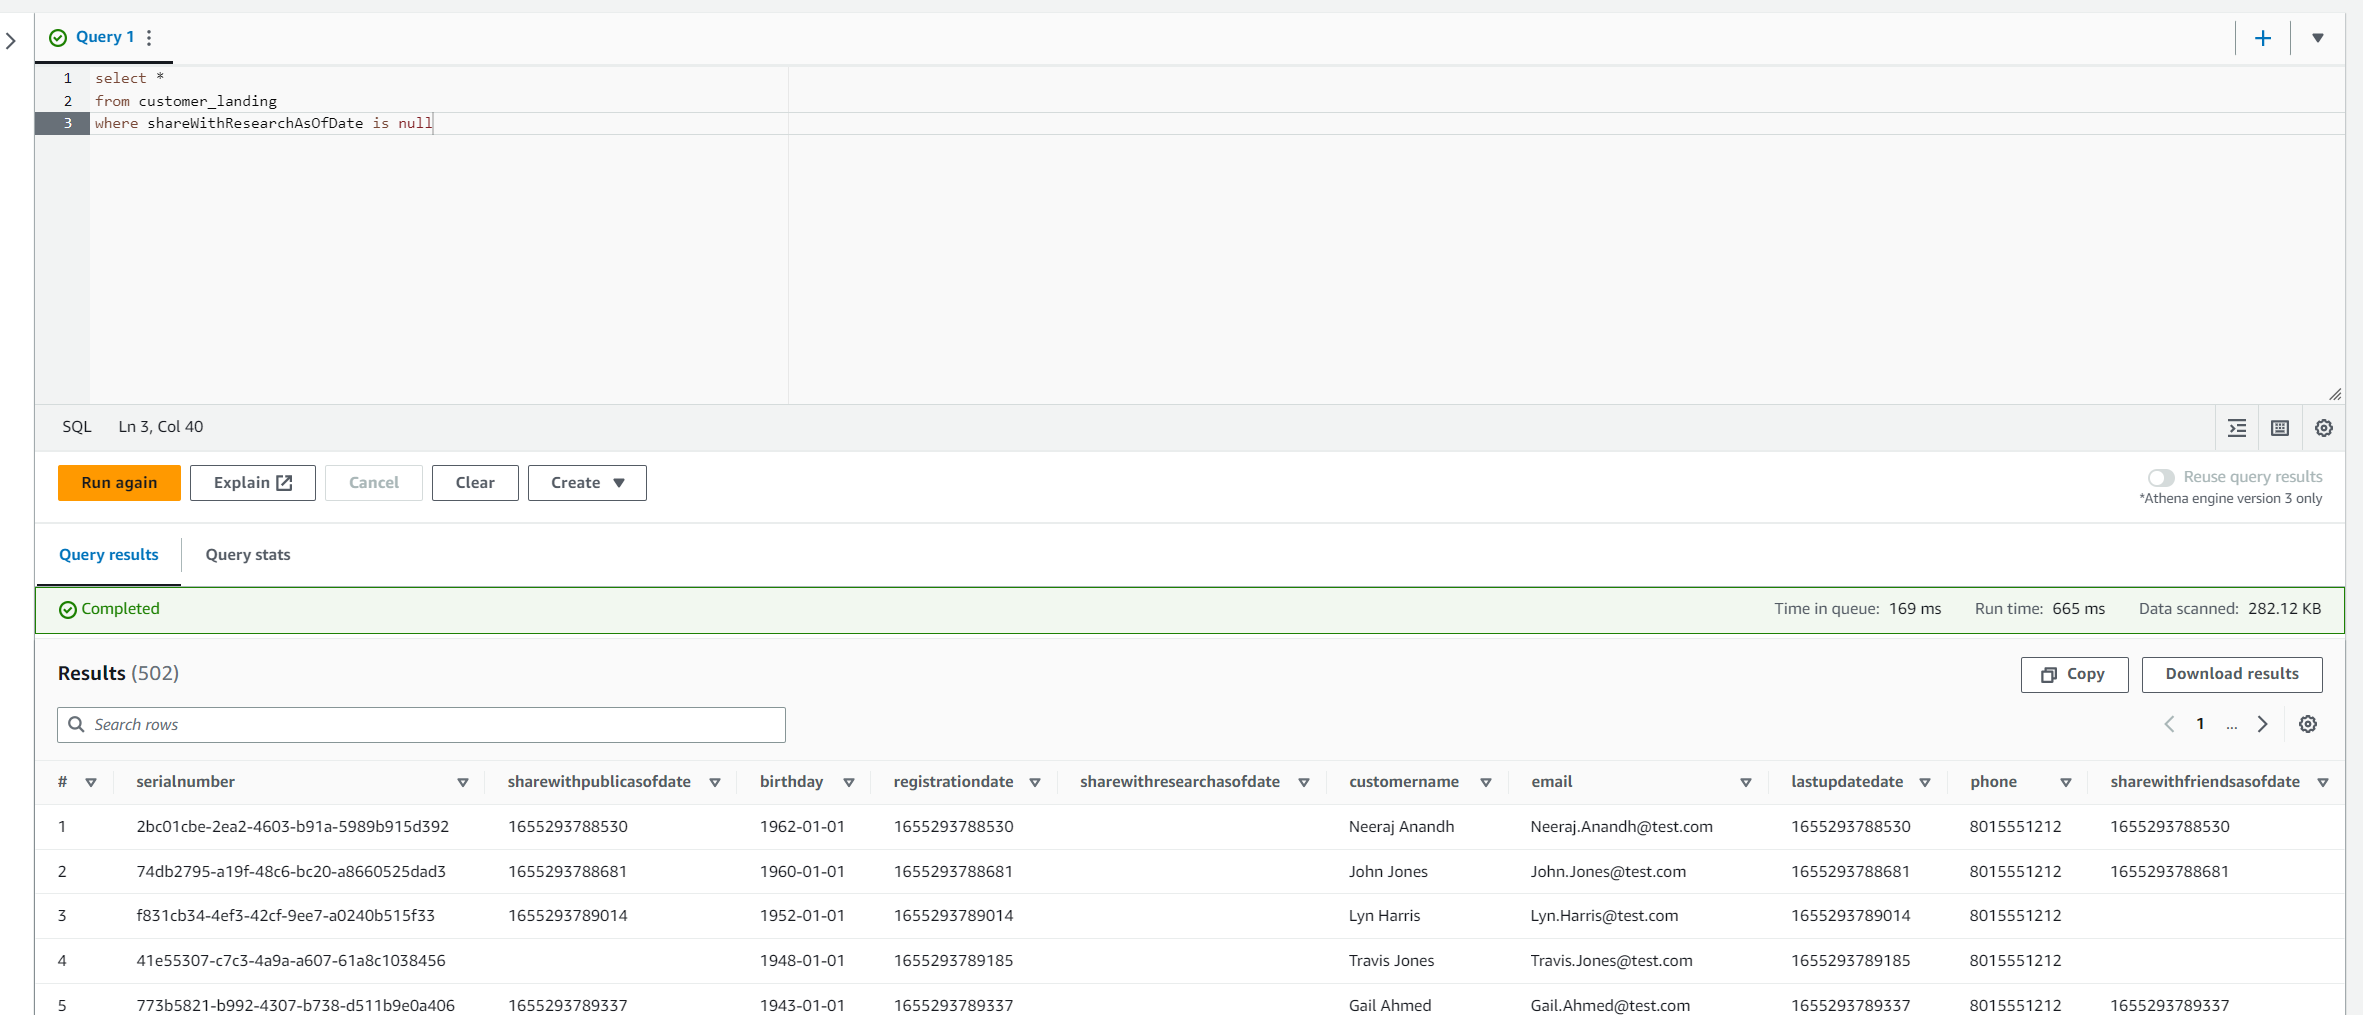 Query 1
1 select *
2 from customer_landing
3 where shareWithResearchAsOfDate is null
SQL Ln 3, Col 40
Run again Explain Cancel Clear Create Reuse query results
*Athena engine version 3 only
Query results Query stats
Completed Time in queue: 169 ms Run time: 665 ms Data scanned: 282.12 KB
Results (502) Copy Download results
Search rows 1 ...
# serialnumber sharewithpublicasofdate birthday registrationdate sharewithresearchasofdate customername email lastupdatedate phone sharewithfriendsasofdate
1 2bc01cbe-2ea2-4603-b91a-5989b915d392 1655293788530 1962-01-01 1655293788530 Neeraj Anandh Neeraj.Anandh@test.com 1655293788530 8015551212 1655293788530
2 74db2795-a19f-48c6-bc20-a8660525dad3 1655293788681 1960-01-01 1655293788681 John Jones John.Jones@test.com 1655293788681 8015551212 1655293788681
3 f831cb34-4ef3-42cf-9ee7-a0240b515f33 1655293789014 1952-01-01 1655293789014 Lyn Harris Lyn.Harris@test.com 1655293789014 8015551212
4 41e55307-c7c3-4a9a-a607-61a8c1038456 1948-01-01 1655293789185 Travis Jones Travis.Jones@test.com 1655293789185 8015551212
5 773b5821-b992-4307-b738-d511b9e0a406 1655293789337 1943-01-01 1655293789337 Gail Ahmed Gail.Ahmed@test.com 1655293789337 8015551212 1655293789337